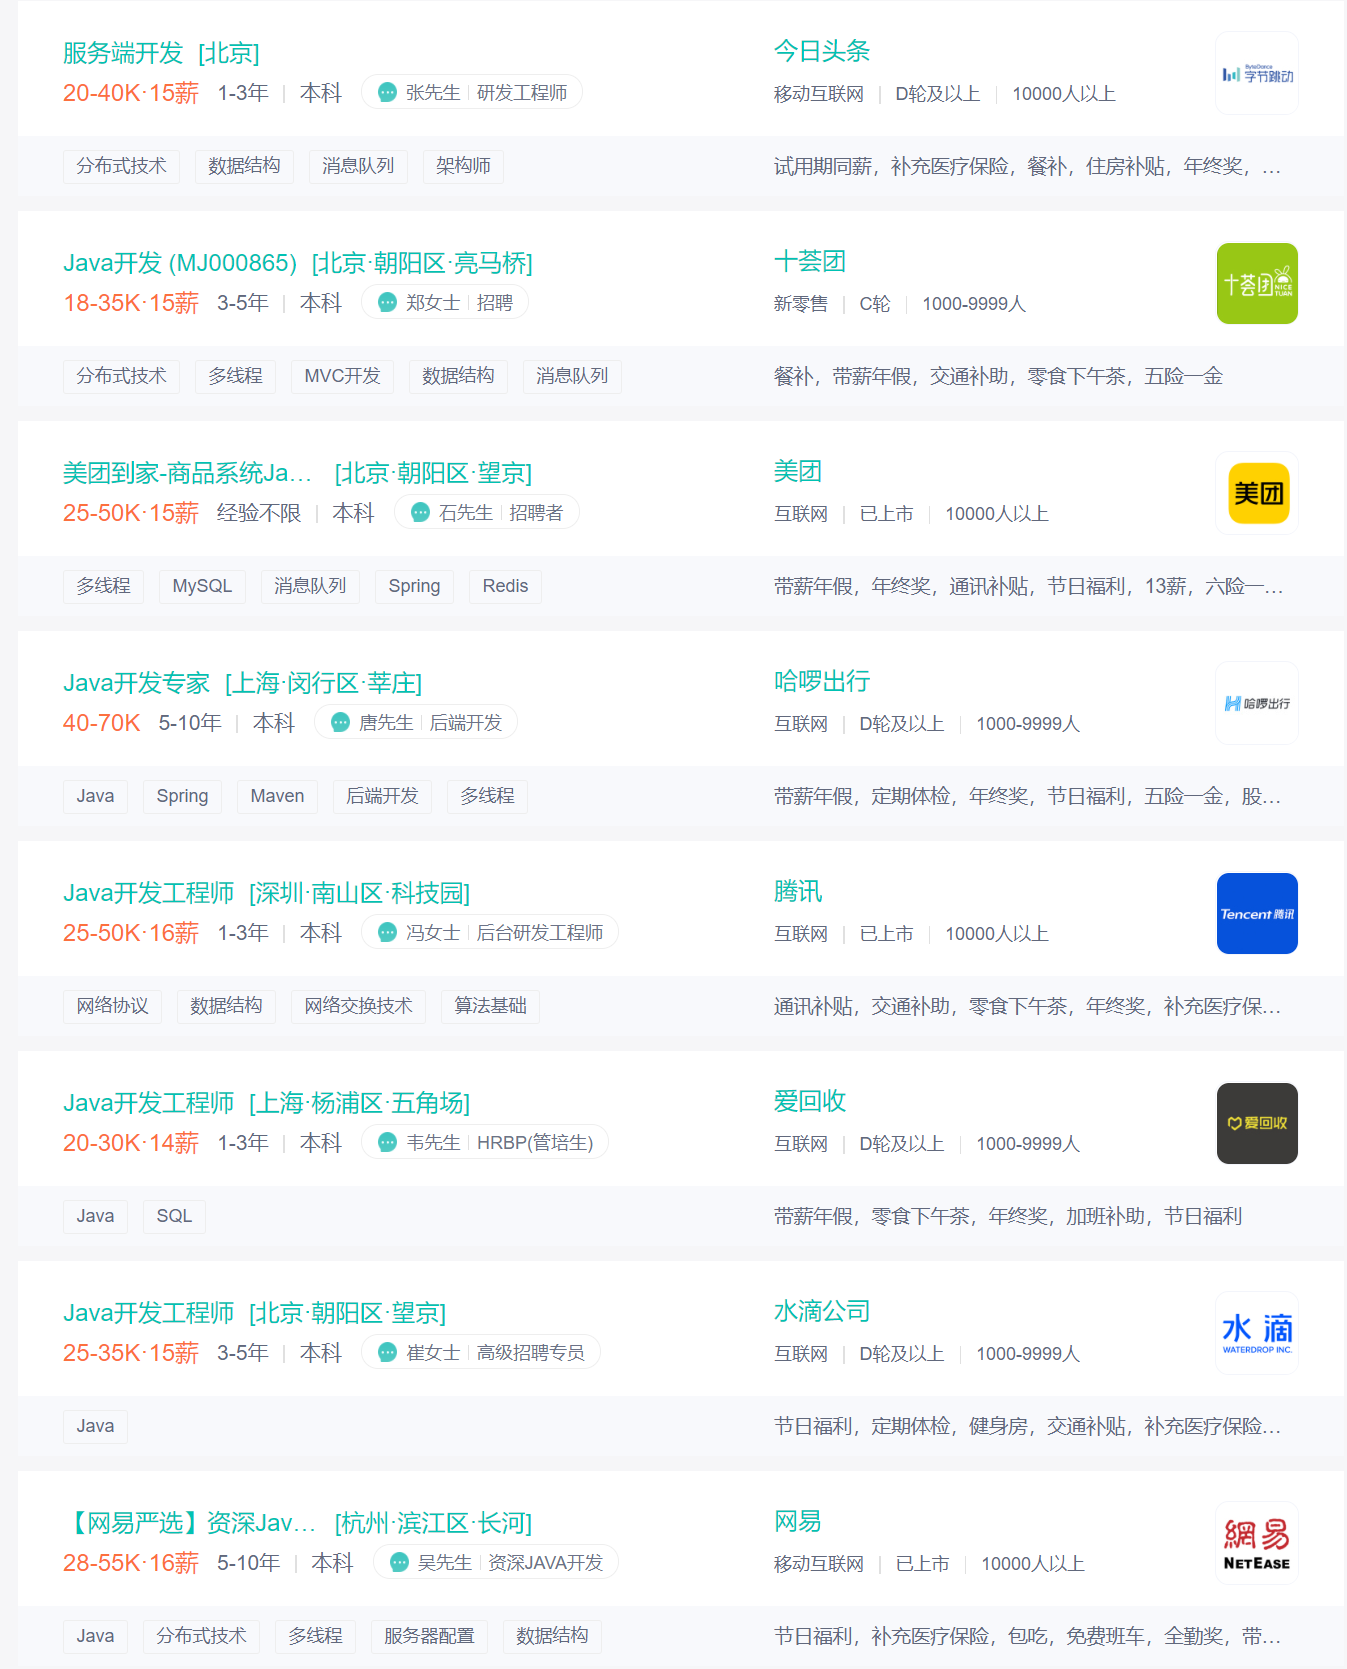 服务端开发 [北京]
20-40K·15薪 1-3年 本科 张先生 研发工程师
今日头条
移动互联网 D轮及以上 10000人以上
ByteDance
字节跳动
分布式技术 数据结构 消息队列 架构师
试用期同薪，补充医疗保险，餐补，住房补贴，年终奖，...
Java开发 (MJ000865) [北京·朝阳区·亮马桥]
18-35K·15薪 3-5年 本科 郑女士 招聘
十荟团
新零售 C轮 1000-9999人
十荟团 NICE TUAN
分布式技术 多线程 MVC开发 数据结构 消息队列
餐补，带薪年假，交通补助，零食下午茶，五险一金
美团到家-商品系统Ja... [北京·朝阳区·望京]
25-50K·15薪 经验不限 本科 石先生 招聘者
美团
互联网 已上市 10000人以上
美团
多线程 MySQL 消息队列 Spring Redis
带薪年假，年终奖，通讯补贴，节日福利，13薪，六险一...
Java开发专家 [上海·闵行区·莘庄]
40-70K 5-10年 本科 唐先生 后端开发
哈啰出行
互联网 D轮及以上 1000-9999人
哈啰出行
Java Spring Maven 后端开发 多线程
带薪年假，定期体检，年终奖，节日福利，五险一金，股...
Java开发工程师 [深圳·南山区·科技园]
25-50K·16薪 1-3年 本科 冯女士 后台研发工程师
腾讯
互联网 已上市 10000人以上
Tencent 腾讯
网络协议 数据结构 网络交换技术 算法基础
通讯补贴，交通补助，零食下午茶，年终奖，补充医疗保...
Java开发工程师 [上海·杨浦区·五角场]
20-30K·14薪 1-3年 本科 韦先生 HRBP(管培生)
爱回收
互联网 D轮及以上 1000-9999人
爱回收
Java SQL
带薪年假，零食下午茶，年终奖，加班补助，节日福利
Java开发工程师 [北京·朝阳区·望京]
25-35K·15薪 3-5年 本科 崔女士 高级招聘专员
水滴公司
互联网 D轮及以上 1000-9999人
水滴
WATERDROP INC.
Java
节日福利，定期体检，健身房，交通补贴，补充医疗保险...
【网易严选】资深Jav... [杭州·滨江区·长河]
28-55K·16薪 5-10年 本科 吴先生 资深JAVA开发
网易
移动互联网 已上市 10000人以上
網易
NETEASE
Java 分布式技术 多线程 服务器配置 数据结构
节日福利，补充医疗保险，包吃，免费班车，全勤奖，带...